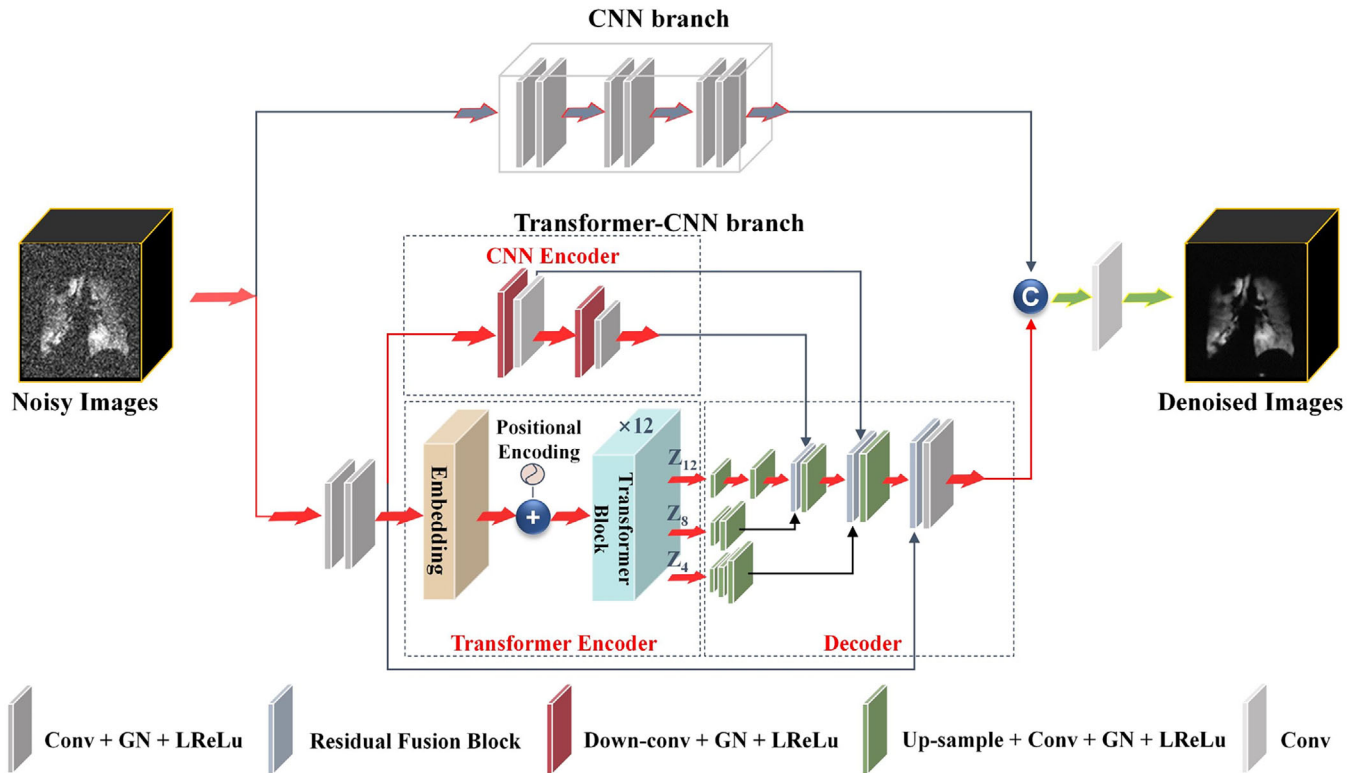 CNN branch
Transformer-CNN branch
CNN Encoder
Noisy Images
C
Denoised Images
Embedding
Positional
Encoding
+
×12
Transformer
Block
Z12
Z8
Z4
Transformer Encoder
Decoder
Conv + GN + LReLu
Residual Fusion Block
Down-conv + GN + LReLu
Up-sample + Conv + GN + LReLu
Conv